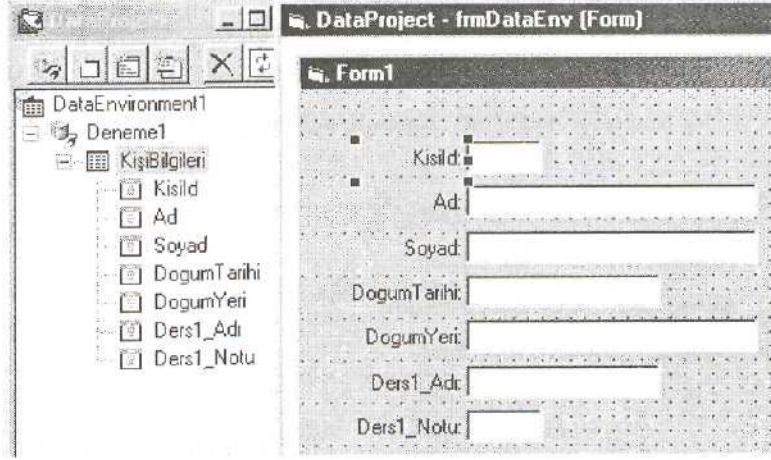 DataProject - frmDataEnv (Form)
Form1
DataEnvironment1
Deneme1
KişiBilgileri
KisiId
Ad
Soyad
DogumTarihi
DogumYeri
Ders1_Adı
Ders1_Notu
KisiId:
Ad:
Soyad:
DogumTarihi:
DogumYeri:
Ders1_Adı:
Ders1_Notu: